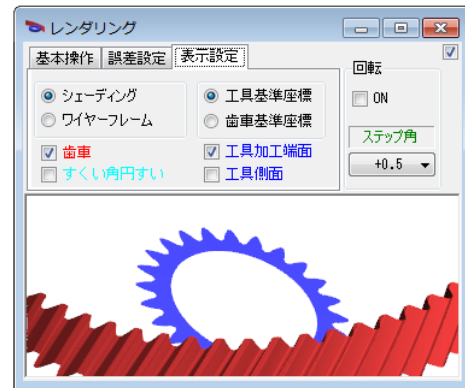 レンダリング
基本操作 誤差設定 表示設定
シェーディング
ワイヤーフレーム
歯車
すくい角円すい
工具基準座標
歯車基準座標
工具加工端面
工具側面
回転
ON
ステップ角
+0.5